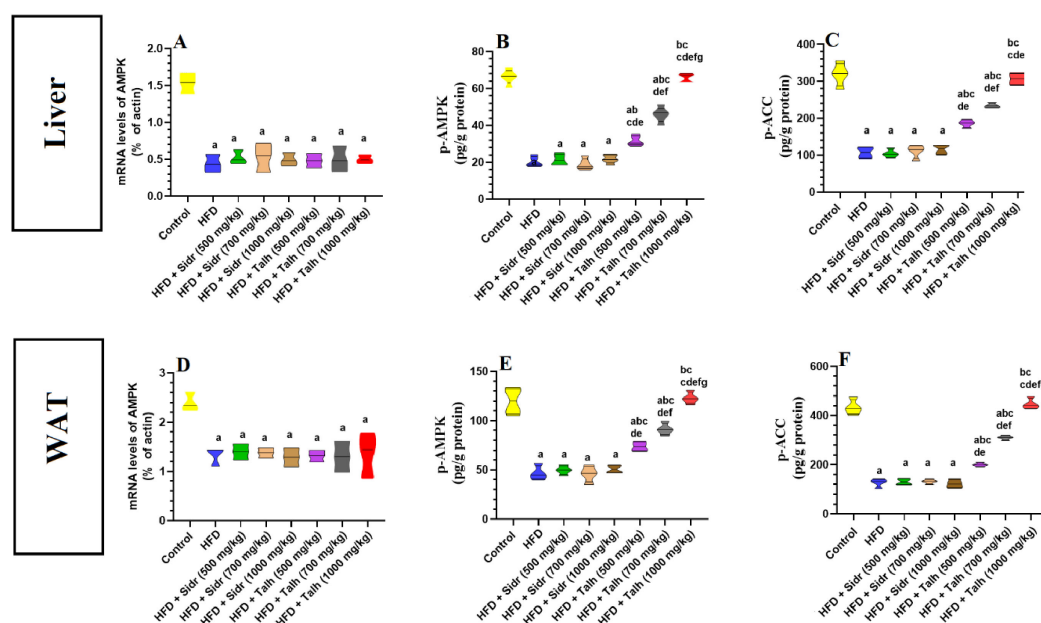 Liver
A
mRNA levels of AMPK
(% of actin)
2.0
1.5
1.0
0.5
0.0
a a a a a a a
Control
HFD
HFD + Sidr (500 mg/kg)
HFD + Sidr (700 mg/kg)
HFD + Sidr (1000 mg/kg)
HFD + Talh (500 mg/kg)
HFD + Talh (700 mg/kg)
HFD + Talh (1000 mg/kg)
B
p-AMPK
(pg/g protein)
80
60
40
20
0
a a a a
ab
cde
abc
def
bc
cdefg
Control
HFD
HFD + Sidr (500 mg/kg)
HFD + Sidr (700 mg/kg)
HFD + Sidr (1000 mg/kg)
HFD + Talh (500 mg/kg)
HFD + Talh (700 mg/kg)
HFD + Talh (1000 mg/kg)
C
p-ACC
(pg/g protein)
400
300
200
100
0
a a a a
abc
de
abc
def
bc
cde
Control
HFD
HFD + Sidr (500 mg/kg)
HFD + Sidr (700 mg/kg)
HFD + Sidr (1000 mg/kg)
HFD + Talh (500 mg/kg)
HFD + Talh (700 mg/kg)
HFD + Talh (1000 mg/kg)
WAT
D
mRNA levels of AMPK
(% of actin)
3
2
1
0
a a a a a a a
Control
HFD
HFD + Sidr (500 mg/kg)
HFD + Sidr (700 mg/kg)
HFD + Sidr (1000 mg/kg)
HFD + Talh (500 mg/kg)
HFD + Talh (700 mg/kg)
HFD + Talh (1000 mg/kg)
E
p-AMPK
(pg/g protein)
150
100
50
0
a a a a
abc
de
abc
def
bc
cdefg
Control
HFD
HFD + Sidr (500 mg/kg)
HFD + Sidr (700 mg/kg)
HFD + Sidr (1000 mg/kg)
HFD + Talh (500 mg/kg)
HFD + Talh (700 mg/kg)
HFD + Talh (1000 mg/kg)
F
p-ACC
(pg/g protein)
600
400
200
0
a a a a
abc
de
abc
def
bc
cdef
Control
HFD
HFD + Sidr (500 mg/kg)
HFD + Sidr (700 mg/kg)
HFD + Sidr (1000 mg/kg)
HFD + Talh (500 mg/kg)
HFD + Talh (700 mg/kg)
HFD + Talh (1000 mg/kg)